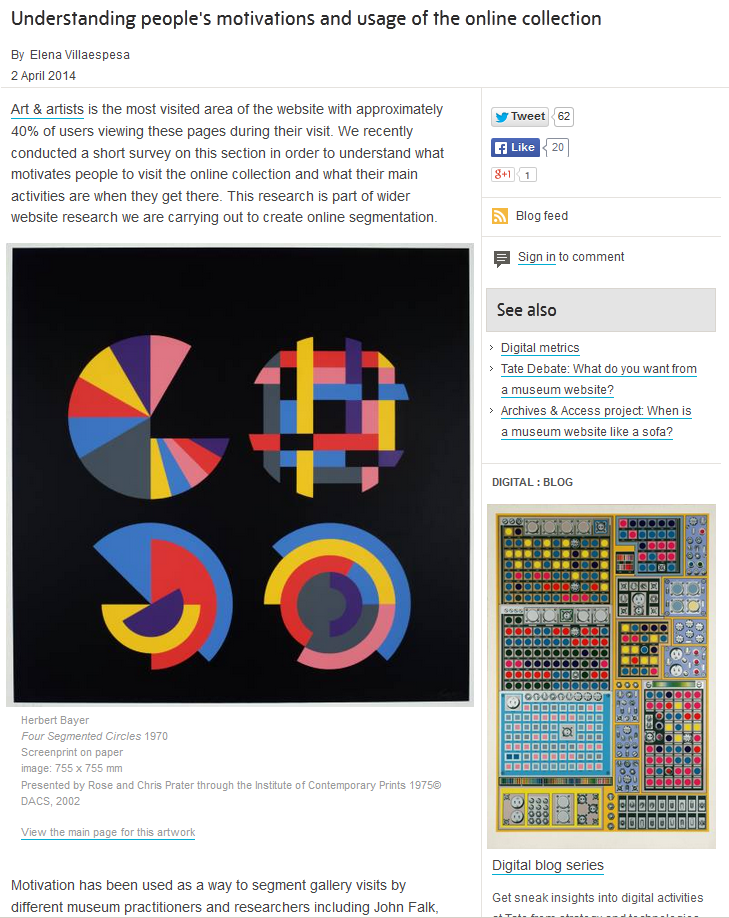 Understanding people's motivations and usage of the online collection
By Elena Villaespesa
2 April 2014
Art & artists is the most visited area of the website with approximately
40% of users viewing these pages during their visit. We recently
conducted a short survey on this section in order to understand what
motivates people to visit the online collection and what their main
activities are when they get there. This research is part of wider
website research we are carrying out to create online segmentation.
Herbert Bayer
Four Segmented Circles 1970
Screenprint on paper
image: 755 x 755 mm
Presented by Rose and Chris Prater through the Institute of Contemporary Prints 1975©
DACS, 2002
View the main page for this artwork
Motivation has been used as a way to segment gallery visits by
different museum practitioners and researchers including John Falk,
Tweet 62
Like 20
g+1 1
Blog feed
Sign in to comment
See also
Digital metrics
Tate Debate: What do you want from
a museum website?
Archives & Access project: When is
a museum website like a sofa?
DIGITAL : BLOG
Digital blog series
Get sneak insights into digital activities
at Tate from strategy and technologies